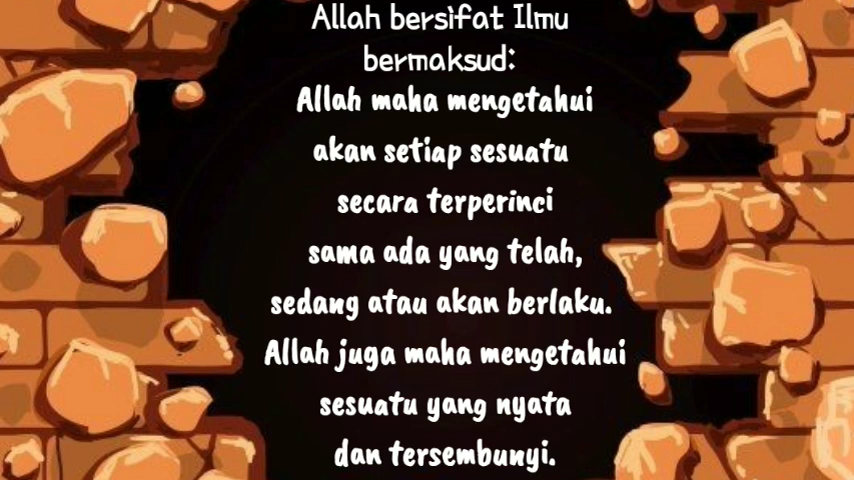 Allah bersifat Ilmu
bermaksud:
Allah maha mengetahui
akan setiap sesuatu
secara terperinci
sama ada yang telah,
sedang atau akan berlaku.
Allah juga maha mengetahui
sesuatu yang nyata
dan tersembunyi.